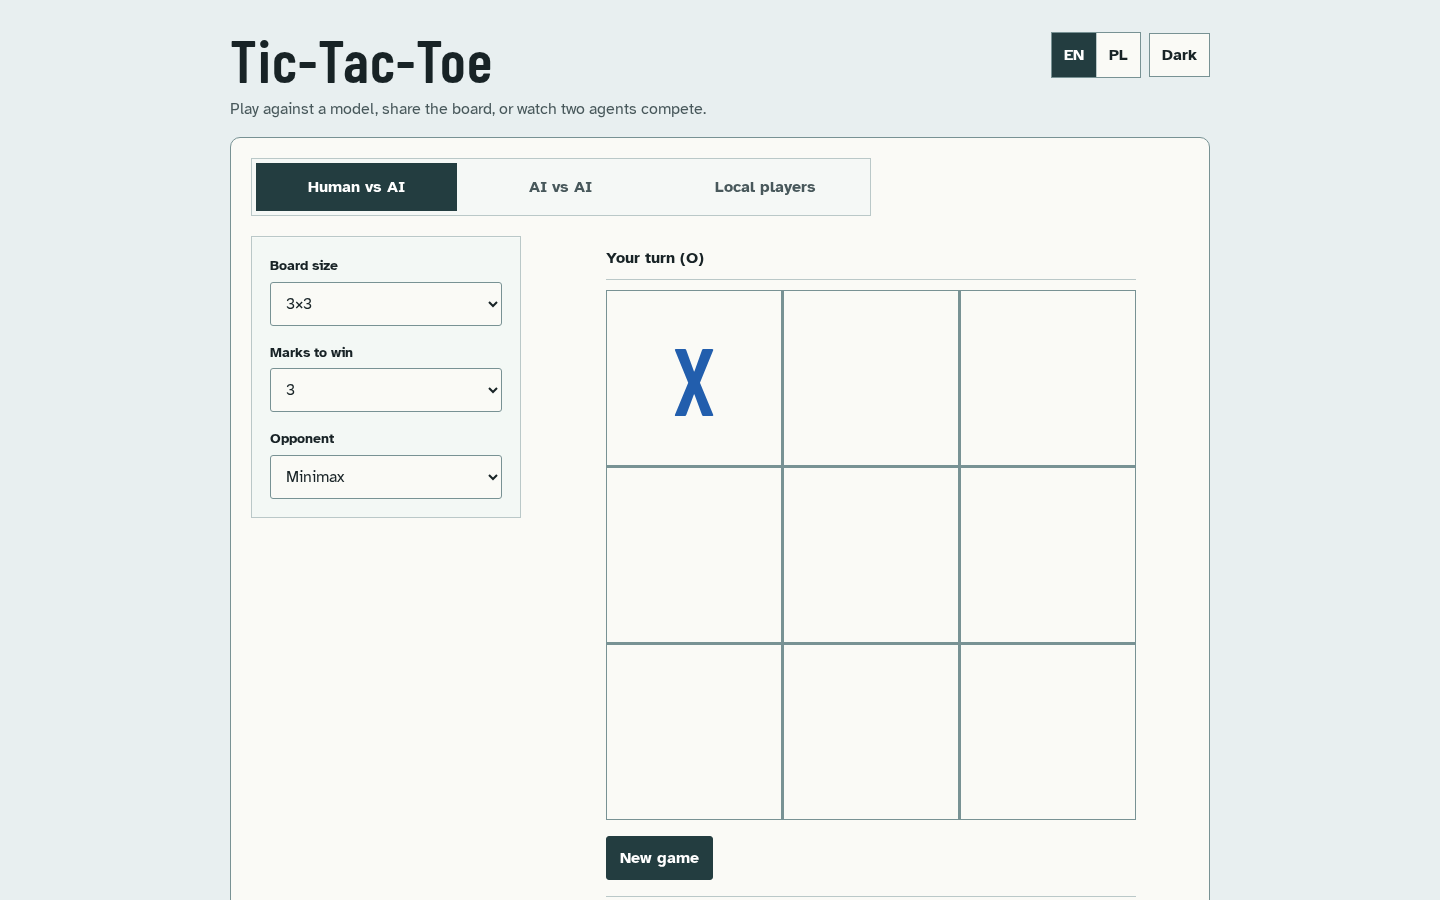 Tic-Tac-Toe
EN PL Dark
Play against a model, share the board, or watch two agents compete.
Human vs AI AI vs AI Local players
Board size
3×3
Marks to win
3
Opponent
Minimax
Your turn (O)
X
New game